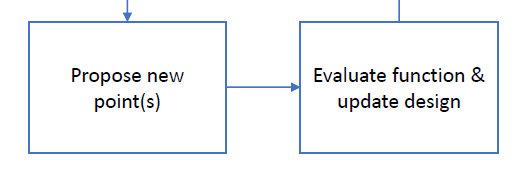 Propose new
point(s)
Evaluate function &
update design